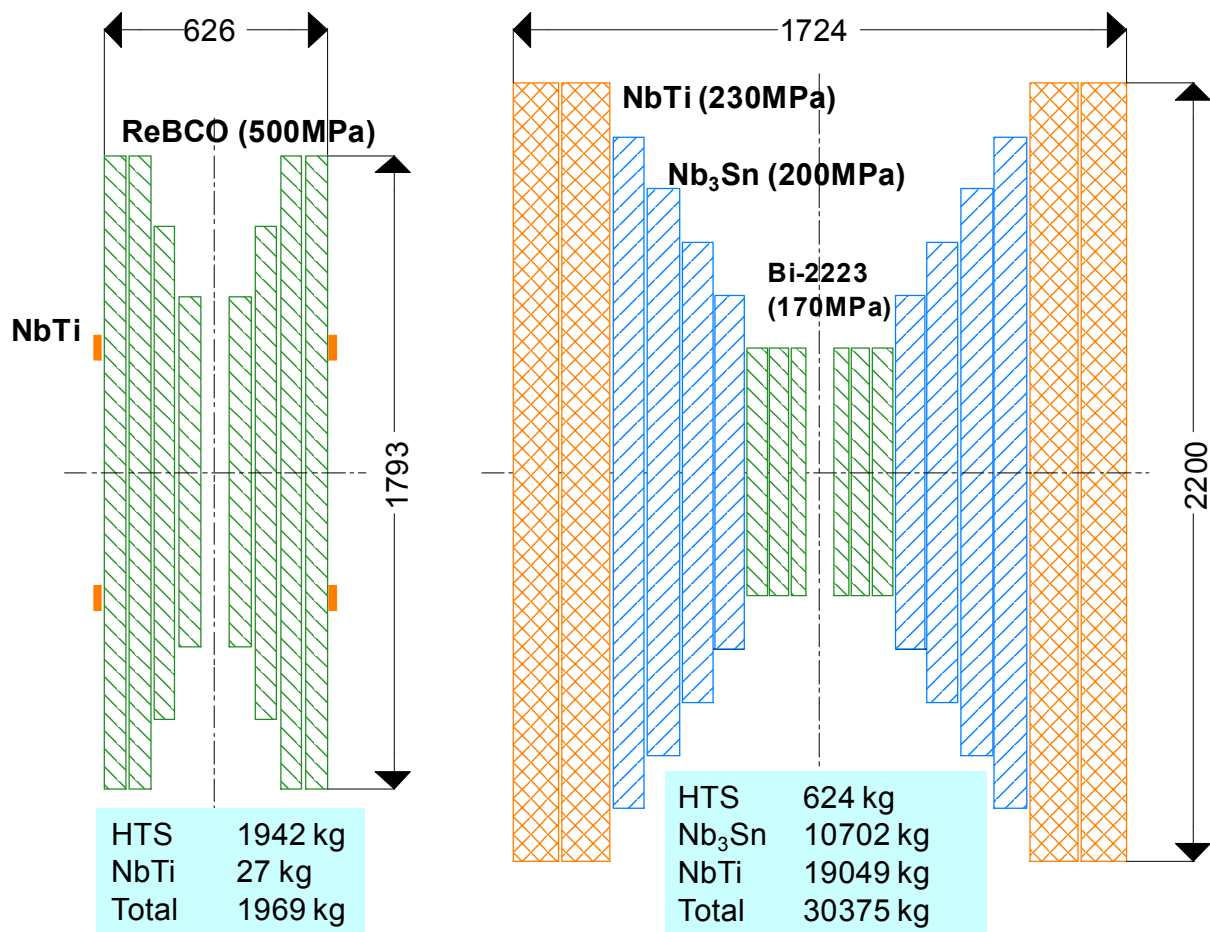 626
1724
NbTi (230MPa)
ReBCO (500MPa)
Nb₃Sn (200MPa)
Bi-2223
(170MPa)
NbTi
1793
2200
HTS 1942 kg
NbTi 27 kg
Total 1969 kg
HTS 624 kg
Nb₃Sn 10702 kg
NbTi 19049 kg
Total 30375 kg